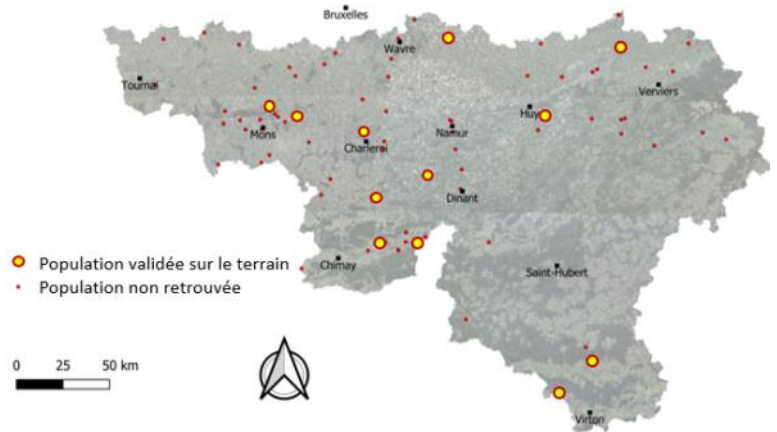 Bruxelles
Wavre
Tournai
Verviers
Huy
Mons
Namur
Charleroi
Dinant
Population validée sur le terrain
Chimay
Saint-Hubert
Population non retrouvée
0 25 50 km
Virton